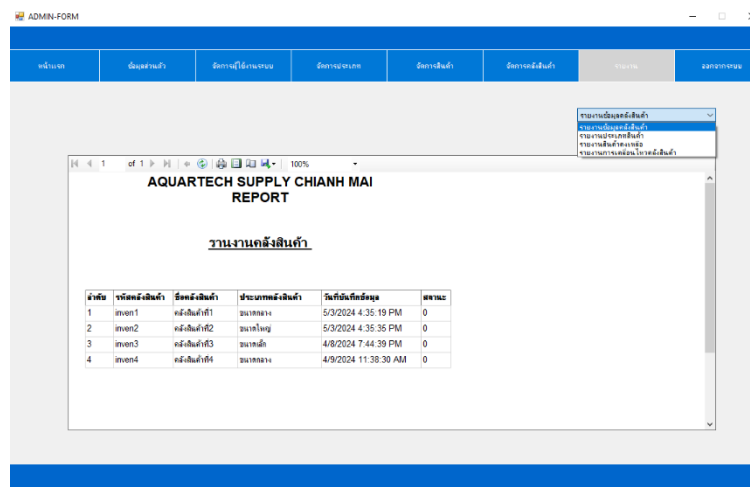 ADMIN-FORM
หน้าแรก ข้อมูลส่วนตัว จัดการผู้ใช้งานระบบ จัดการประเภท จัดการสินค้า จัดการคลังสินค้า รายงาน ออกจากระบบ
รายงานข้อมูลคลังสินค้า
รายงานข้อมูลคลังสินค้า
รายงานประเภทสินค้า
รายงานสินค้าคงเหลือ
รายงานการเคลื่อนไหวคลังสินค้า
1 of 1 100%
AQUARTECH SUPPLY CHIANH MAI
REPORT
รานงานคลังสินค้า
ลำดับ รหัสคลังสินค้า ชื่อคลังสินค้า ประเภทคลังสินค้า วันที่บันทึกข้อมูล สถานะ
1 inven1 คลังสินค้าที่1 ขนาดกลาง 5/3/2024 4:35:19 PM 0
2 inven2 คลังสินค้าที่2 ขนาดใหญ่ 5/3/2024 4:35:35 PM 0
3 inven3 คลังสินค้าที่3 ขนาดเล็ก 4/8/2024 7:44:39 PM 0
4 inven4 คลังสินค้าที่4 ขนาดกลาง 4/9/2024 11:38:30 AM 0